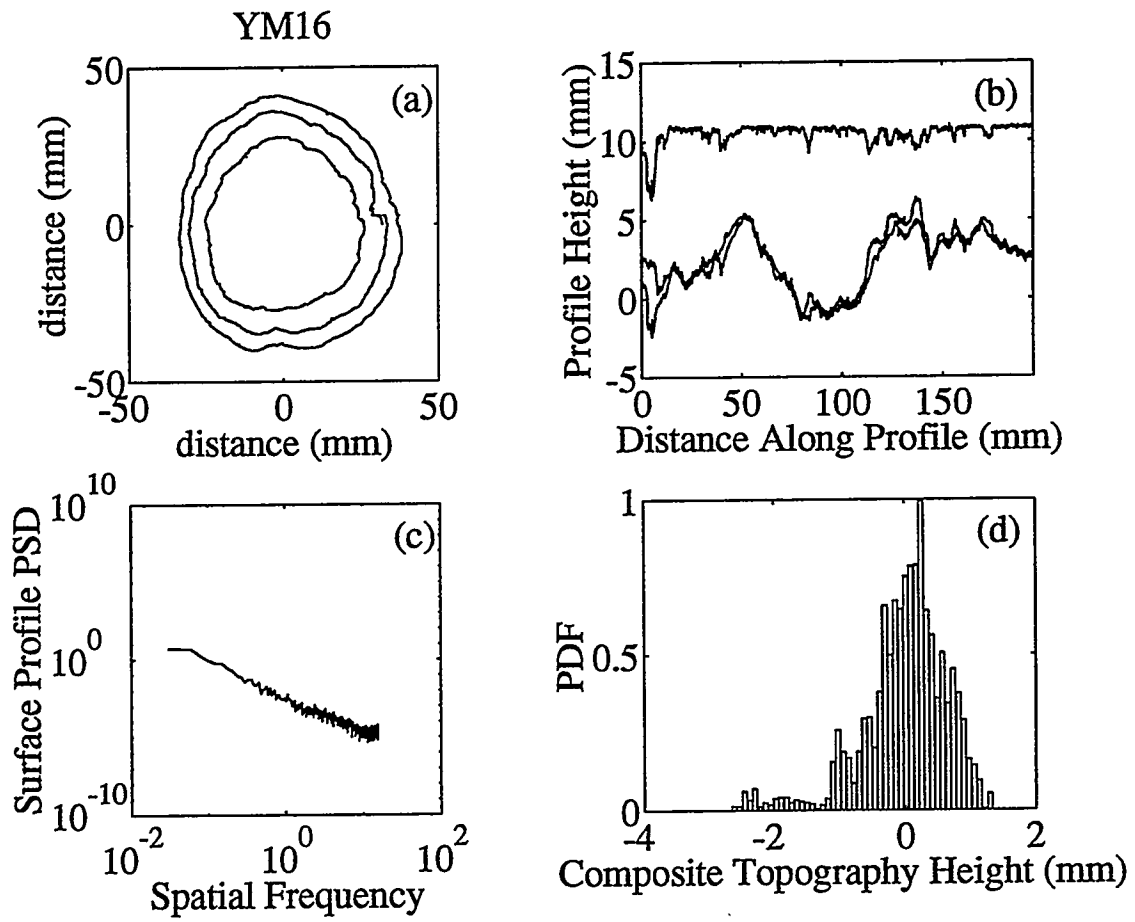 YM16
50
0
-50
-50
0
50
distance (mm)
distance (mm)
(a)
15
10
5
0
-5
0
50
100
150
Profile Height (mm)
Distance Along Profile (mm)
(b)
10^10
10^0
10^-10
10^-2
10^0
10^2
Surface Profile PSD
Spatial Frequency
(c)
1
0.5
0
-4
-2
0
2
PDF
Composite Topography Height (mm)
(d)